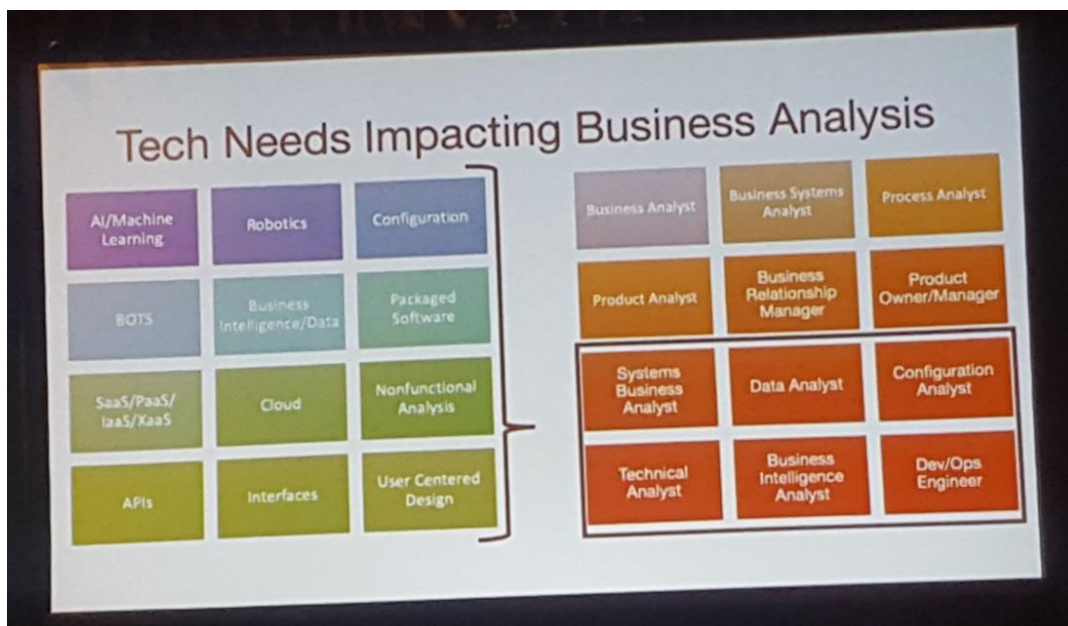 Tech Needs Impacting Business Analysis
AI/Machine
Learning
Robotics
Configuration
BOTS
Business
Intelligence/Data
Packaged
Software
SaaS/PaaS/
IaaS/XaaS
Cloud
Nonfunctional
Analysis
APIs
Interfaces
User Centered
Design
Business Analyst
Business Systems
Analyst
Process Analyst
Product Analyst
Business
Relationship
Manager
Product
Owner/Manager
Systems
Business
Analyst
Data Analyst
Configuration
Analyst
Technical
Analyst
Business
Intelligence
Analyst
Dev/Ops
Engineer